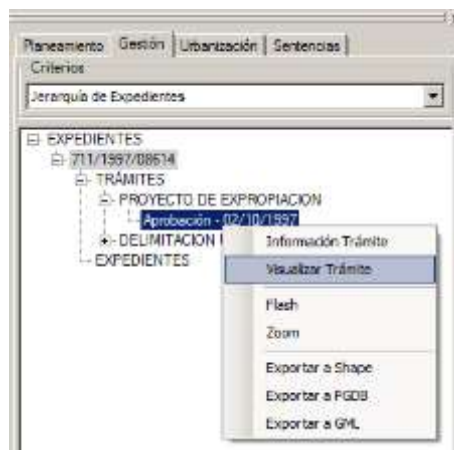 Planeamiento Gestión Urbanización Sentencias
Criterios
Jerarquía de Expedientes
EXPEDIENTES
711/1997/08614
TRÁMITES
PROYECTO DE EXPROPIACION
Aprobación - 02/10/1997
DELIMITACION
EXPEDIENTES
Información Trámite
Visualizar Trámite
Flash
Zoom
Exportar a Shape
Exportar a PGDB
Exportar a GML